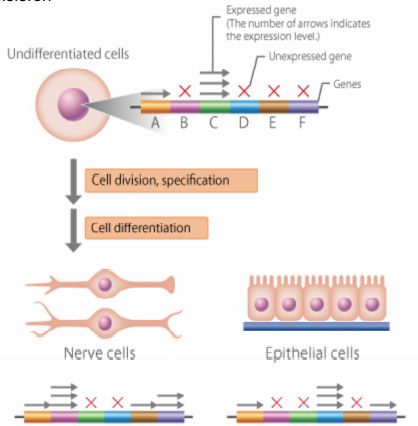 Expressed gene
(The number of arrows indicates
the expression level.)
Undifferentiated cells
Unexpressed gene
Genes
A B C D E F
Cell division, specification
Cell differentiation
Nerve cells
Epithelial cells